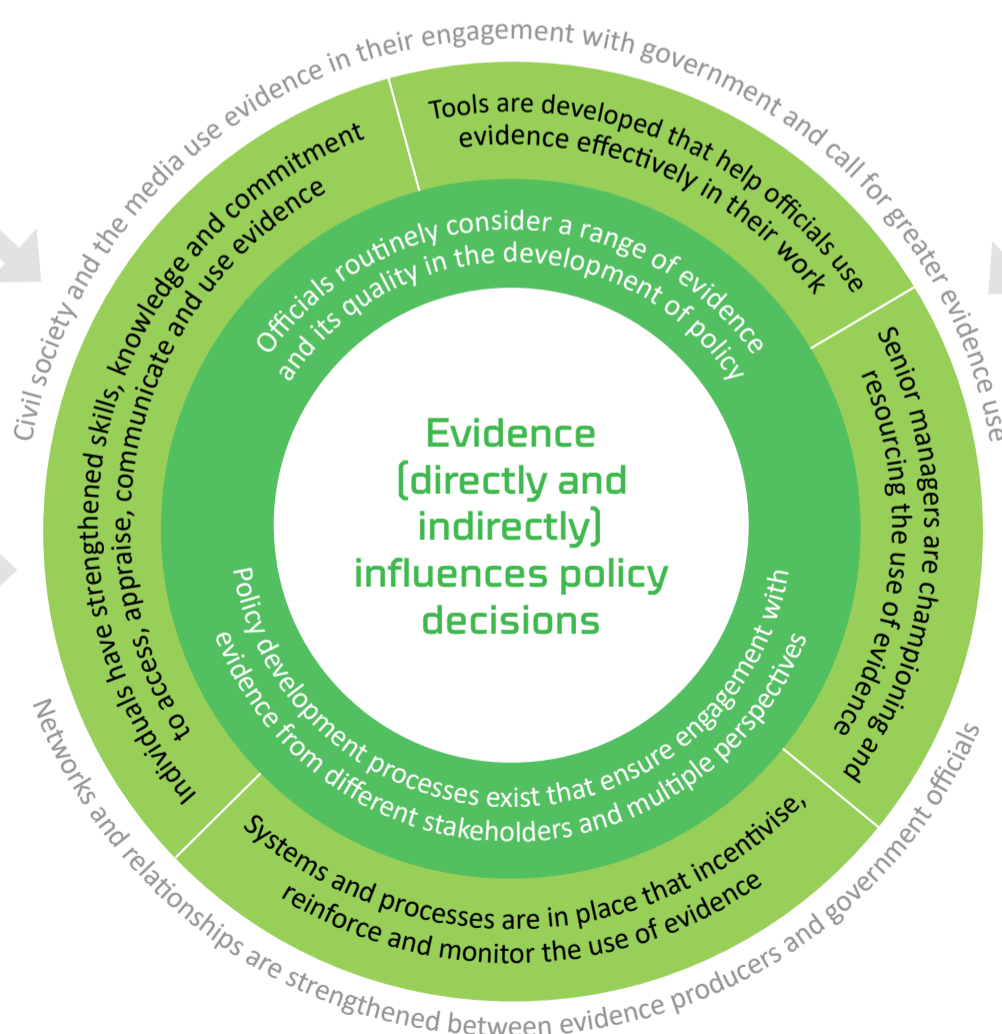 Civil society and the media use evidence in their engagement with government and call for greater evidence use
Tools are developed that help officials use
evidence effectively in their work
Individuals have strengthened skills, knowledge and commitment
to access, appraise, communicate and use evidence
Senior managers are championing and
resourcing the use of evidence
Officials routinely consider a range of evidence
and its quality in the development of policy
Evidence
(directly and
indirectly)
influences policy
decisions
Policy development processes exist that ensure engagement with
evidence from different stakeholders and multiple perspectives
Systems and processes are in place that incentivise,
reinforce and monitor the use of evidence
Networks and relationships are strengthened between evidence producers and government officials